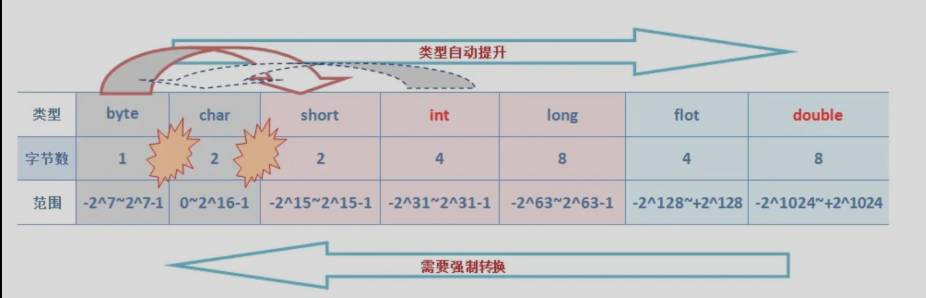 类型自动提升
类型 byte char short int long flot double
字节数 1 2 2 4 8 4 8
范围 -2^7~2^7-1 0~2^16-1 -2^15~2^15-1 -2^31~2^31-1 -2^63~2^63-1 -2^128~+2^128 -2^1024~+2^1024
需要强制转换